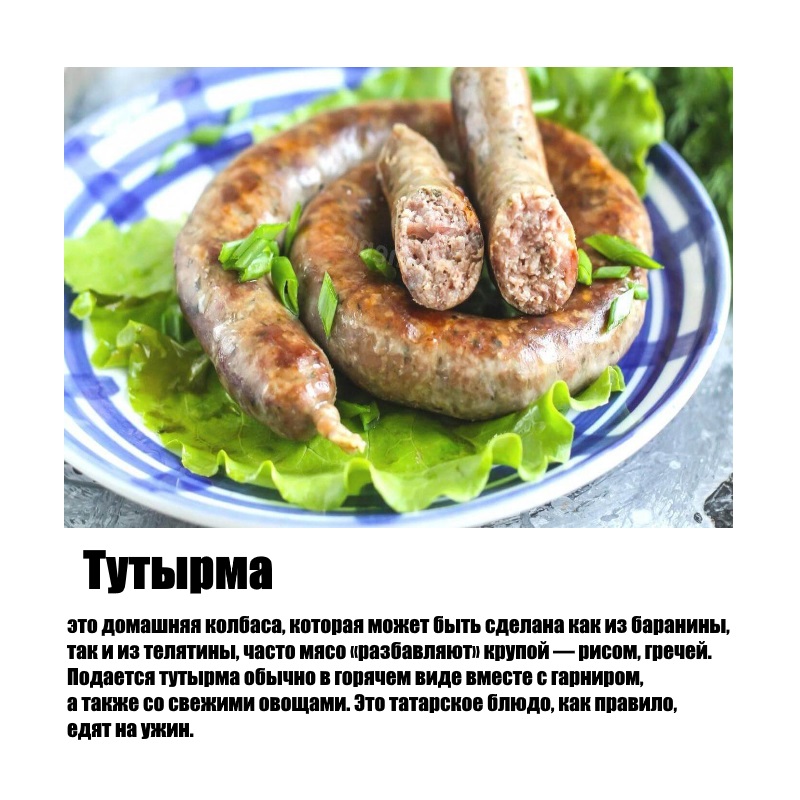 Тутырма
это домашняя колбаса, которая может быть сделана как из баранины,
так и из телятины, часто мясо «разбавляют» крупой — рисом, гречей.
Подается тутырма обычно в горячем виде вместе с гарниром,
а также со свежими овощами. Это татарское блюдо, как правило,
едят на ужин.